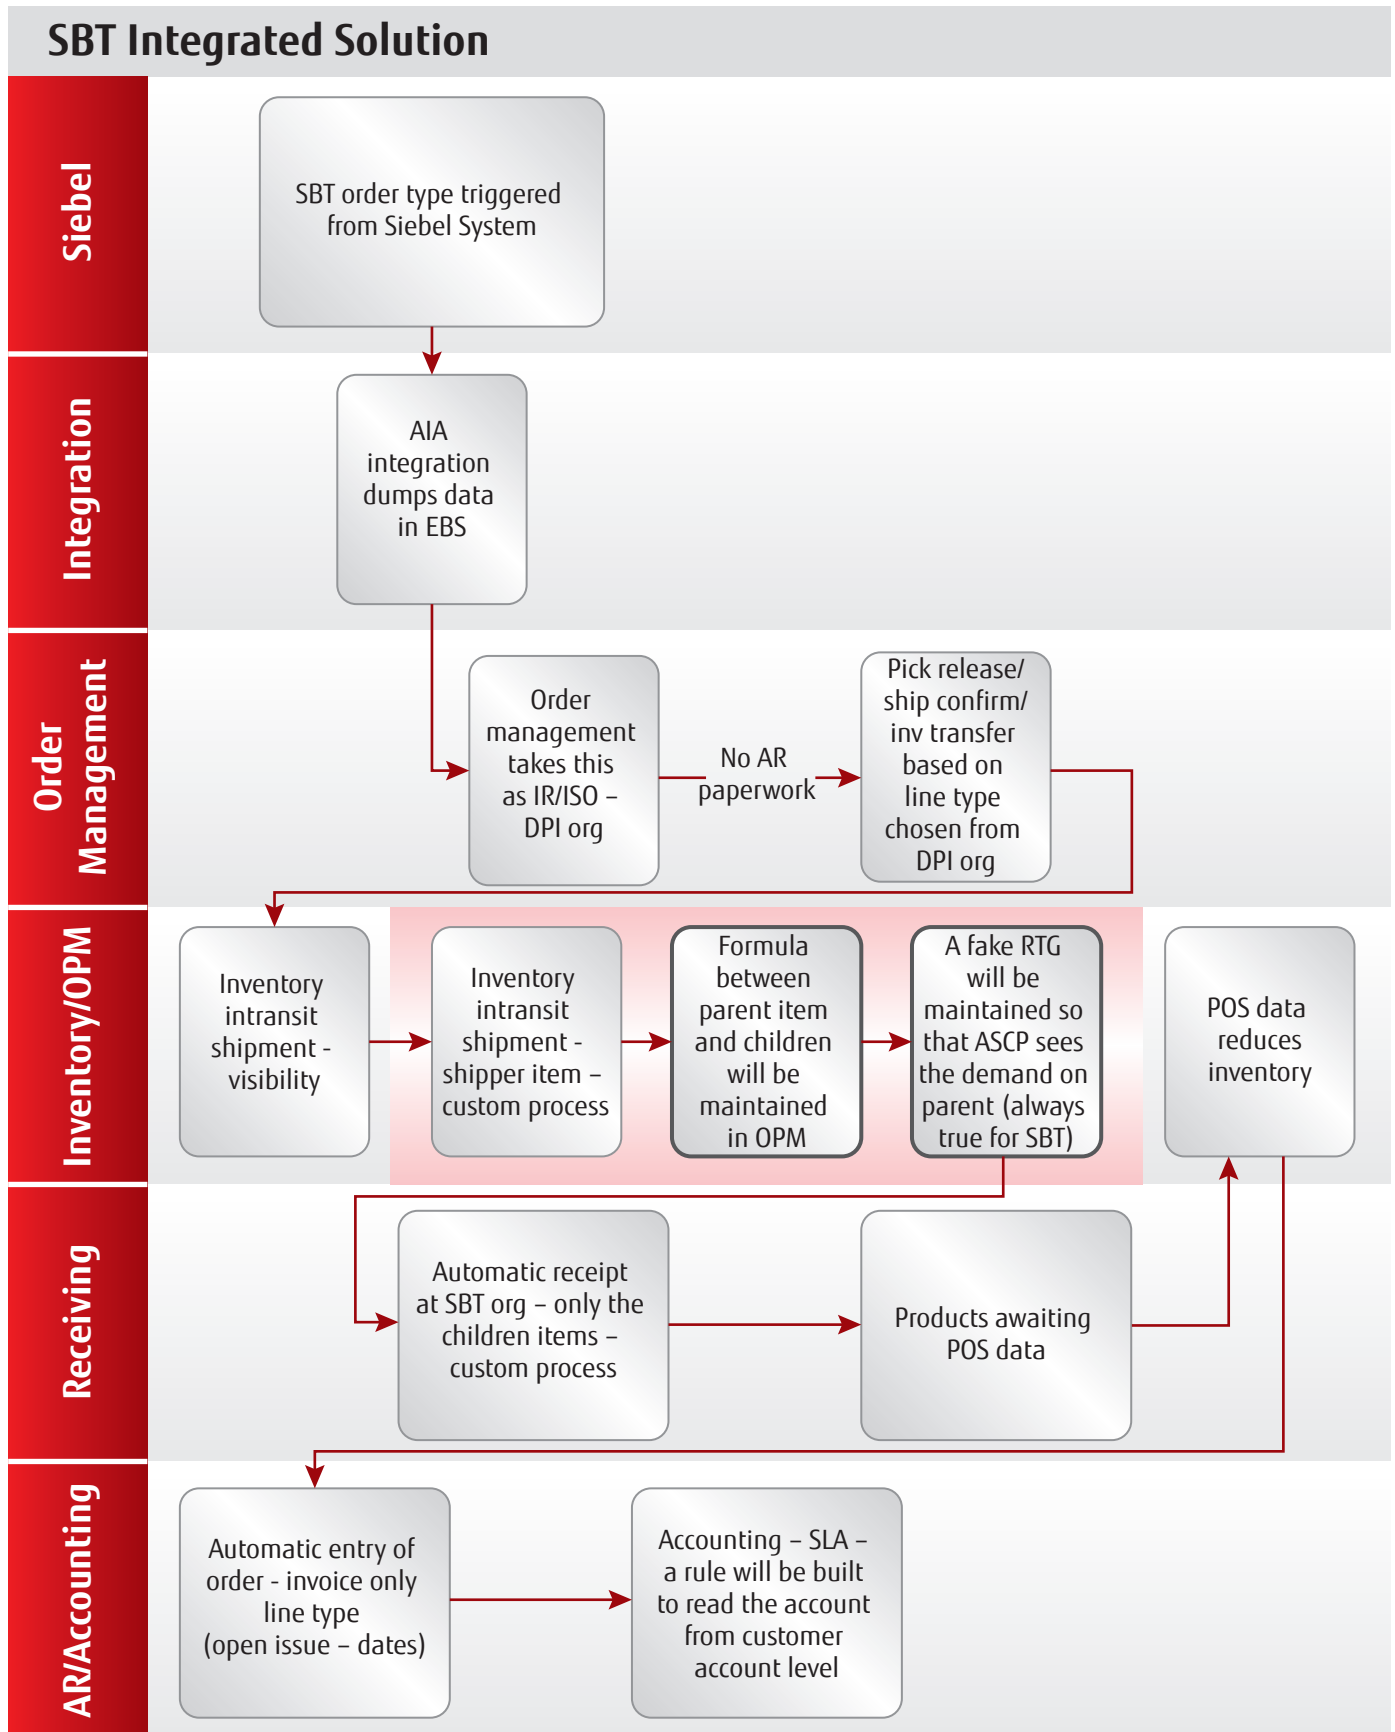 SBT Integrated Solution
Siebel
SBT order type triggered
from Siebel System
Integration
AIA
integration
dumps data
in EBS
Order
Management
Order
management
takes this
as IR/ISO –
DPI org
No AR
paperwork
Pick release/
ship confirm/
inv transfer
based on
line type
chosen from
DPI org
Inventory/OPM
Inventory
intransit
shipment -
visibility
Inventory
intransit
shipment -
shipper item –
custom process
Formula
between
parent item
and children
will be
maintained
in OPM
A fake RTG
will be
maintained so
that ASCP sees
the demand on
parent (always
true for SBT)
POS data
reduces
inventory
Receiving
Automatic receipt
at SBT org – only the
children items –
custom process
Products awaiting
POS data
AR/Accounting
Automatic entry of
order - invoice only
line type
(open issue – dates)
Accounting – SLA –
a rule will be built
to read the account
from customer
account level